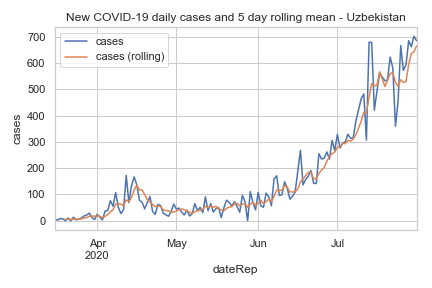 New COVID-19 daily cases and 5 day rolling mean - Uzbekistan
cases
cases (rolling)
700
600
500
400
300
200
100
0
cases
Apr
2020
May
Jun
Jul
dateRep